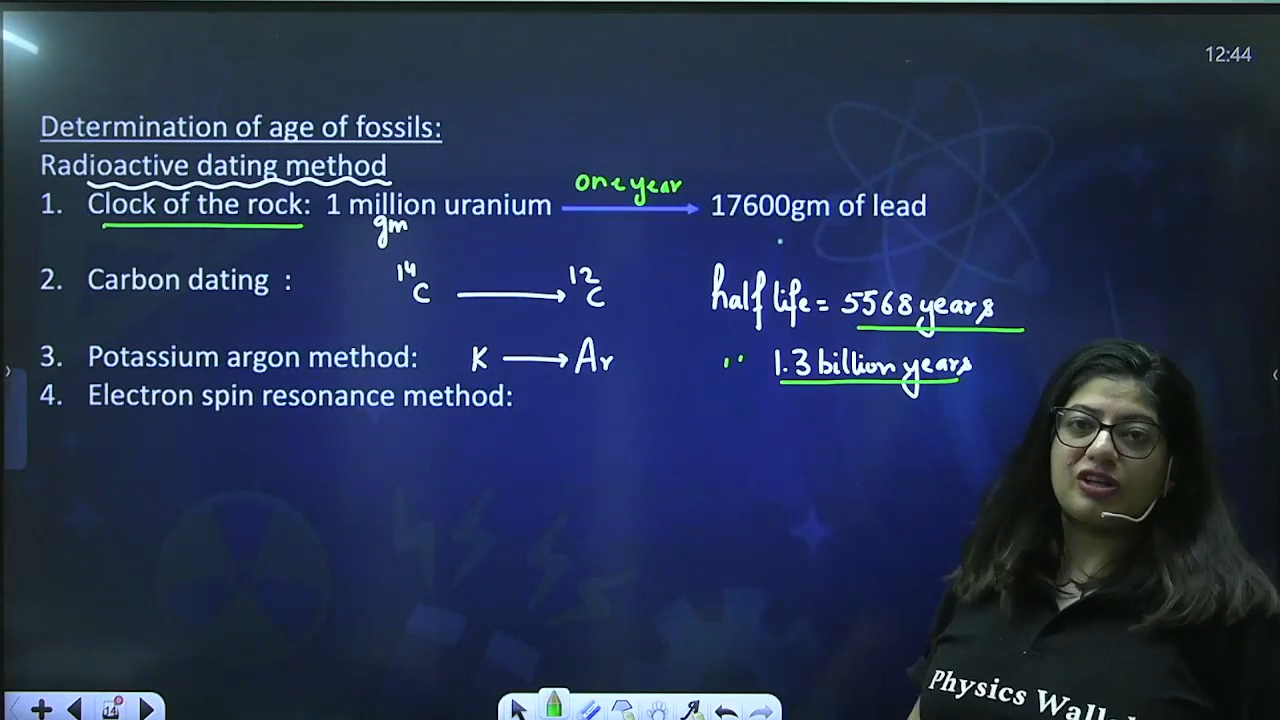 12:44
Determination of age of fossils:
Radioactive dating method
one year
1. Clock of the rock: 1 million uranium → 17600gm of lead
gm
2. Carbon dating : ¹⁴C → ¹²C half life = 5568 years
3. Potassium argon method: K → Ar '' 1.3 billion years
4. Electron spin resonance method:
Physics Walla
14